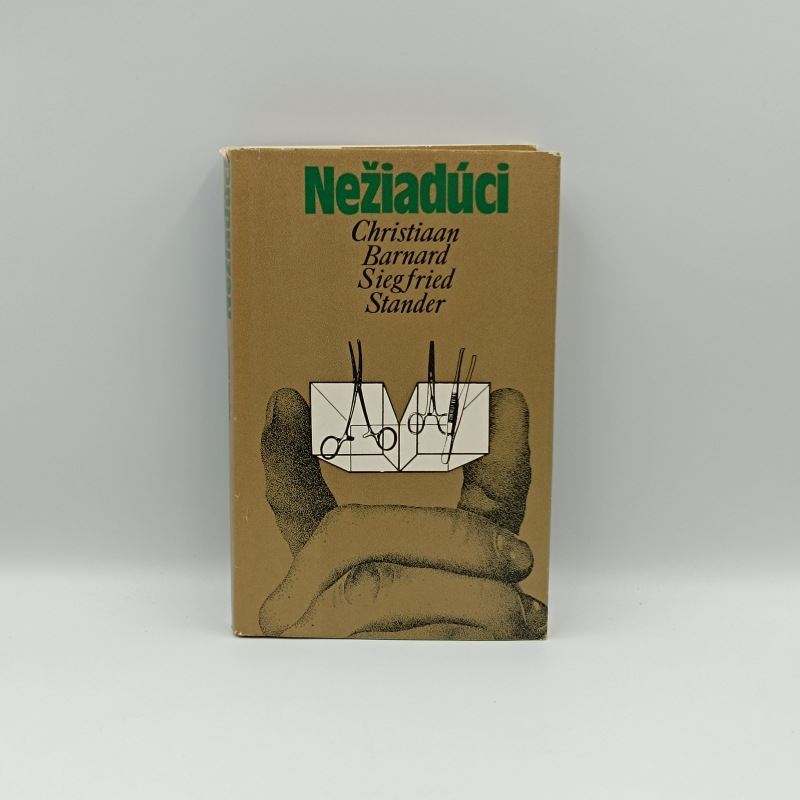 Nežiadúci
Christiaan
Barnard
Siegfried
Stander